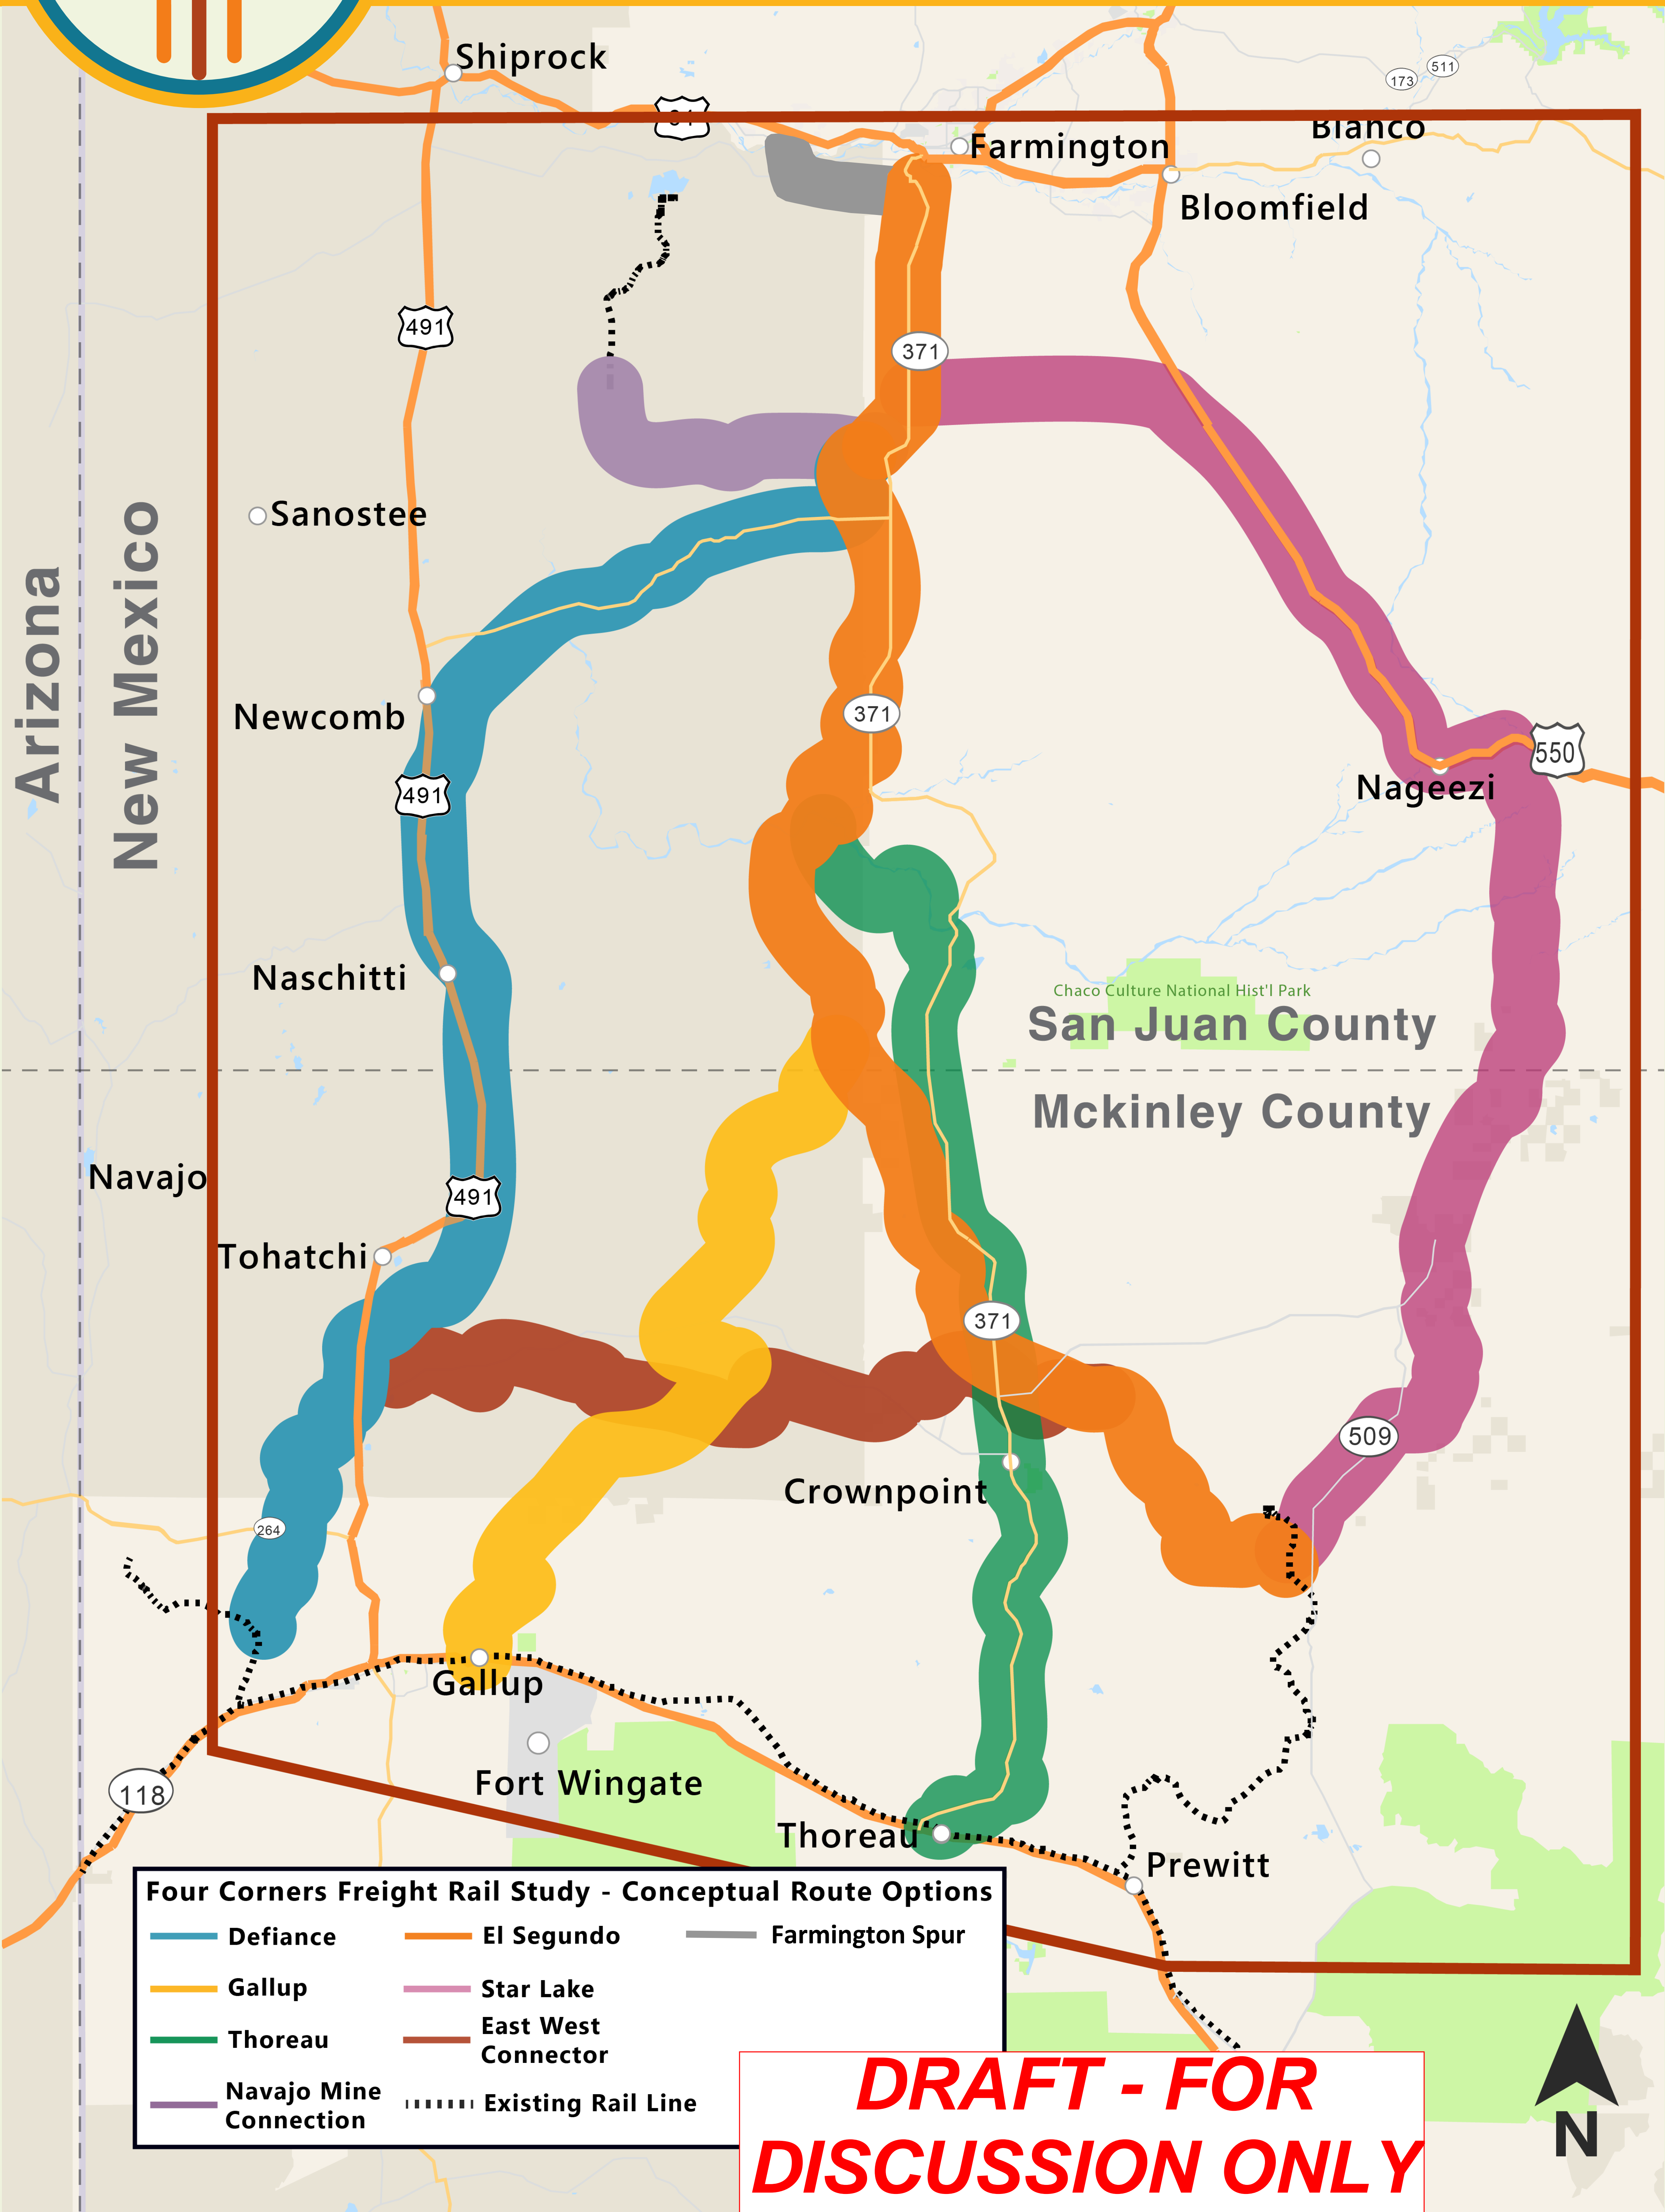 Shiprock
511
173
Farmington
Blanco
Bloomfield
491
371
Sanostee
Arizona
New Mexico
Newcomb
371
550
491
Nageezi
Naschitti
Chaco Culture National Hist'l Park
San Juan County
Mckinley County
Navajo
491
Tohatchi
371
509
Crownpoint
264
Gallup
Fort Wingate
118
Thoreau
Prewitt
Four Corners Freight Rail Study - Conceptual Route Options
Defiance
El Segundo
Farmington Spur
Gallup
Star Lake
Thoreau
East West
Connector
Navajo Mine
Connection
Existing Rail Line
DRAFT - FOR
DISCUSSION ONLY
N